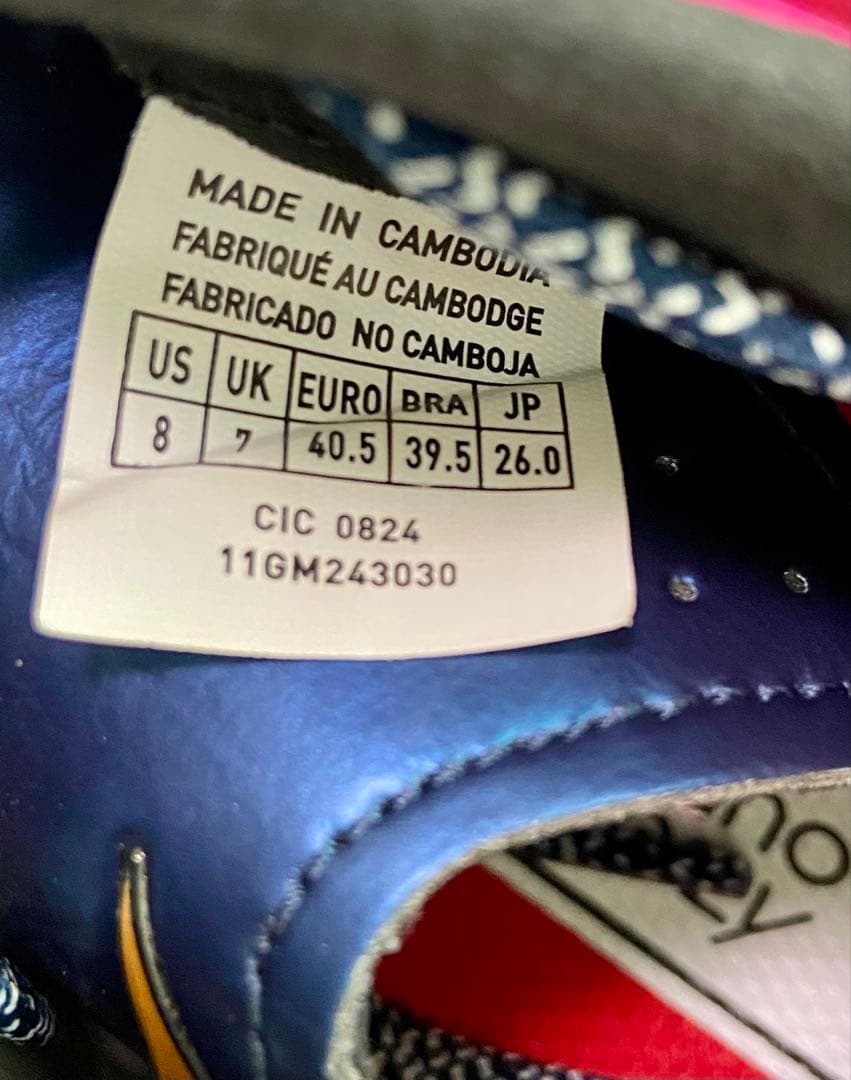 MADE IN CAMBODIA
FABRIQUÉ AU CAMBODGE
FABRICADO NO CAMBOJA
US UK EURO BRA JP
8 7 40.5 39.5 26.0
CIC 0824
11GM243030